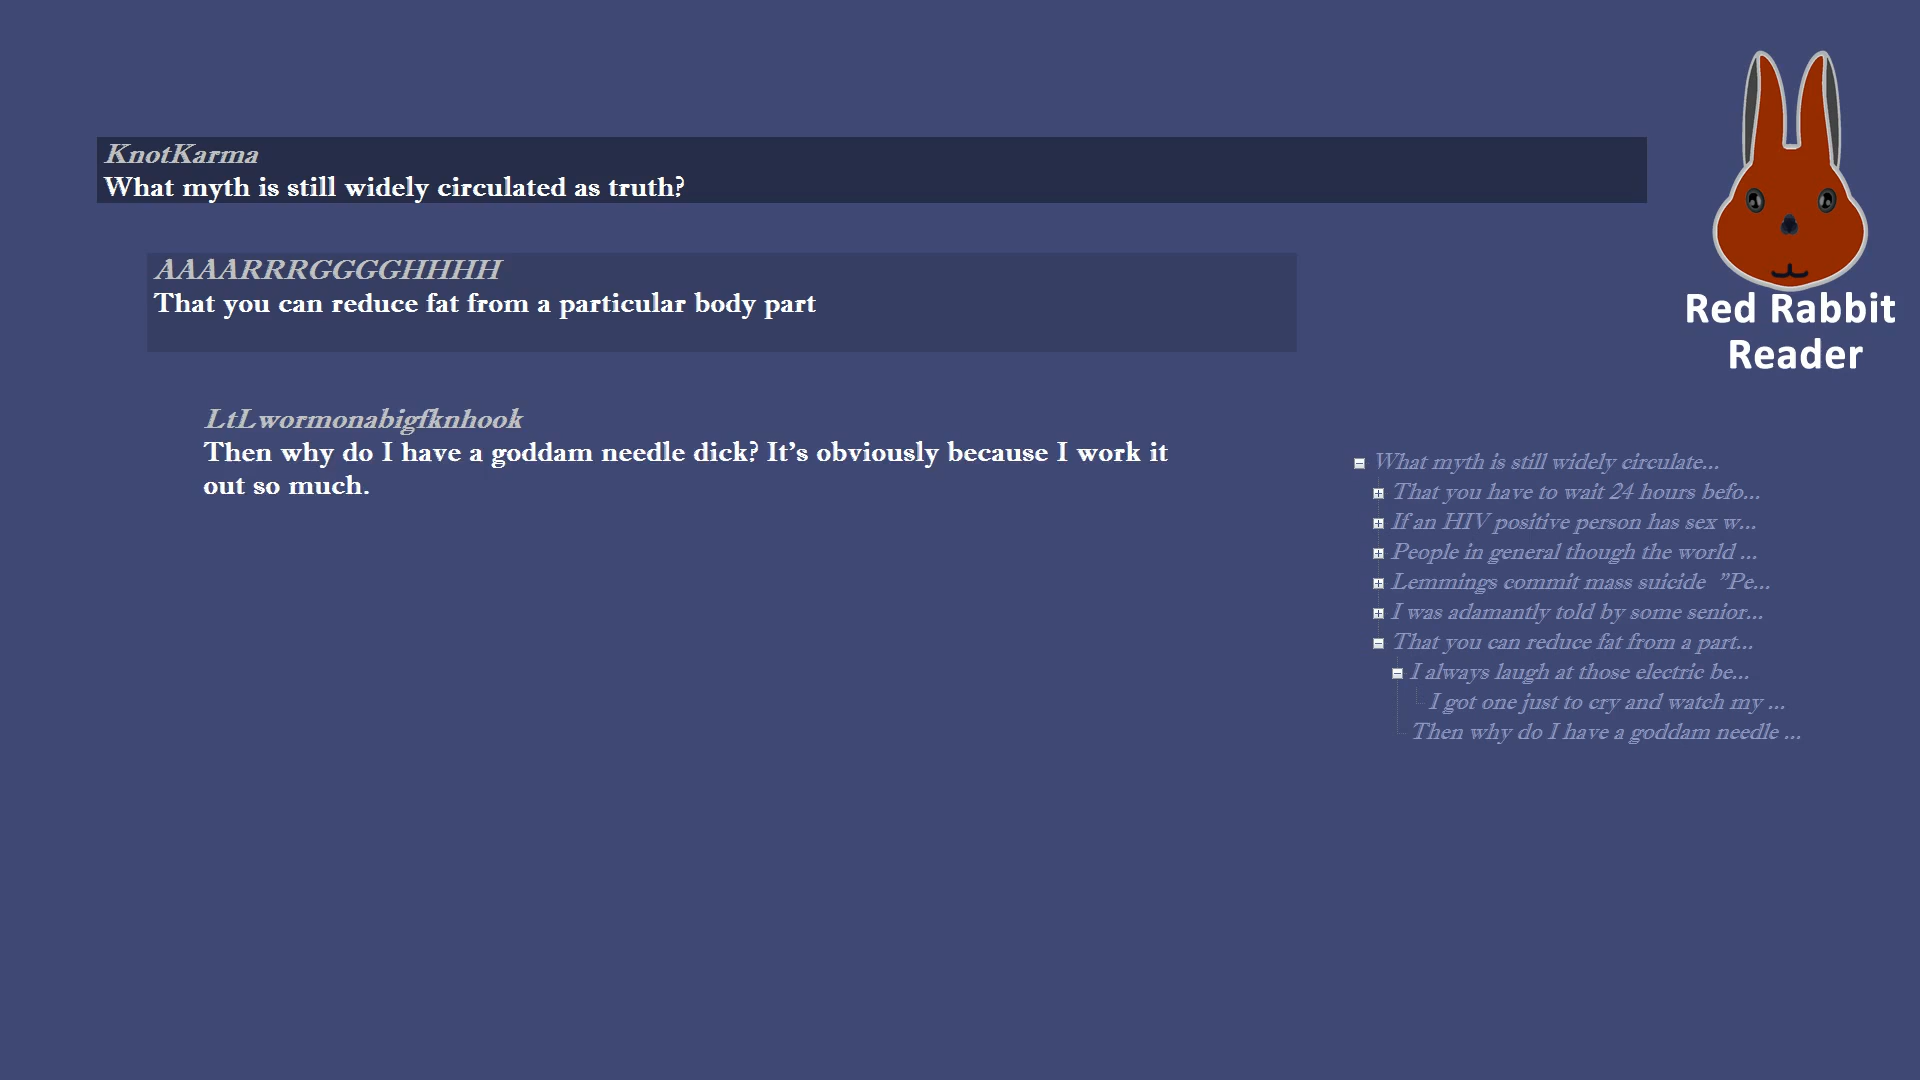 KnotKarma
What myth is still widely circulated as truth?
AAAARRRGGGGHHHH
That you can reduce fat from a particular body part
LtLwormonabigfknhook
Then why do I have a goddam needle dick? It's obviously because I work it
out so much.
Red Rabbit
Reader
What myth is still widely circulate...
That you have to wait 24 hours befo...
If an HIV positive person has sex w...
People in general though the world ...
Lemmings commit mass suicide "Pe...
I was adamantly told by some senior...
That you can reduce fat from a part...
I always laugh at those electric be...
I got one just to cry and watch my ...
Then why do I have a goddam needle ...